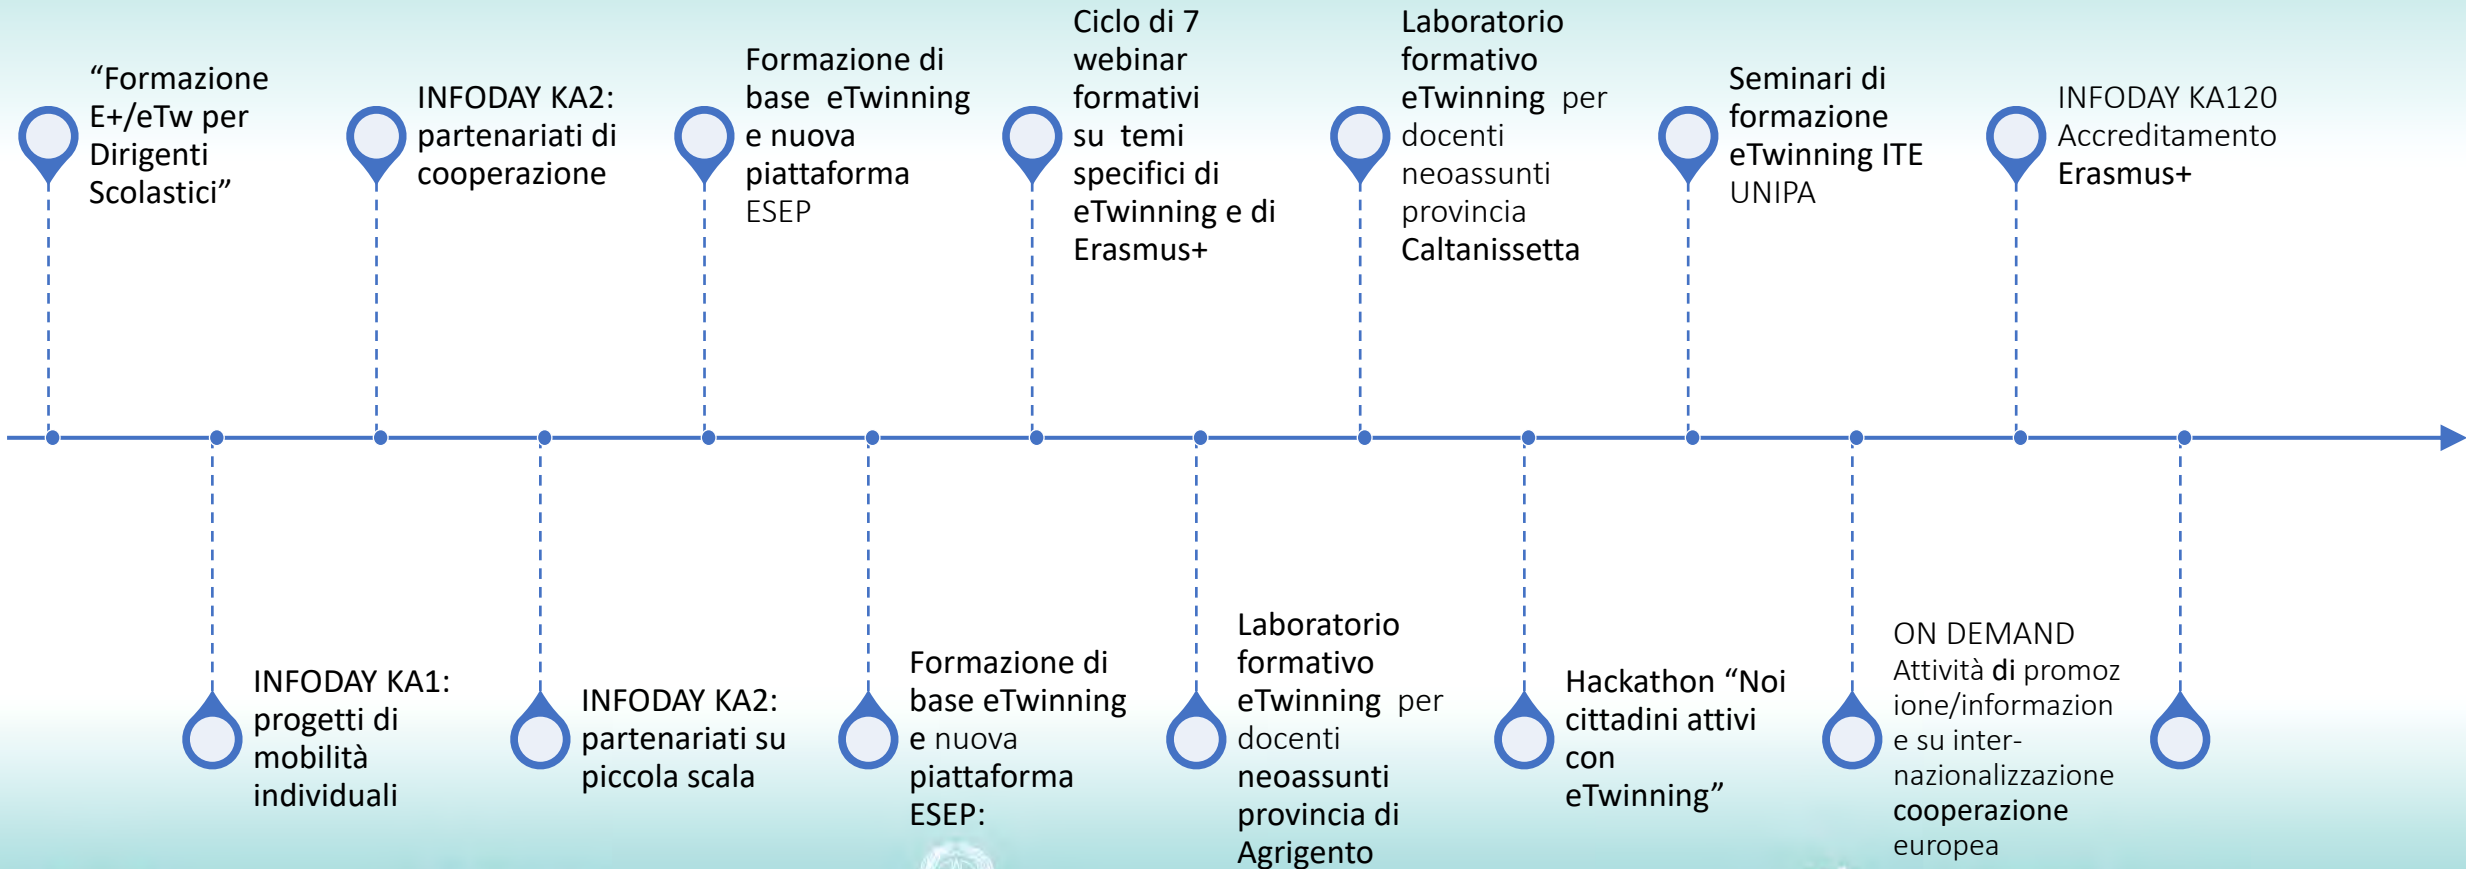 “Formazione
E+/eTw per
Dirigenti
Scolastici”
INFODAY KA1:
progetti di
mobilità
individuali
INFODAY KA2:
partenariati di
cooperazione
INFODAY KA2:
partenariati su
piccola scala
Formazione di
base eTwinning
e nuova
piattaforma
ESEP
Formazione di
base eTwinning
e nuova
piattaforma
ESEP:
Ciclo di 7
webinar
formativi
su temi
specifici di
eTwinning e di
Erasmus+
Laboratorio
formativo
eTwinning per
docenti
neoassunti
provincia di
Agrigento
Laboratorio
formativo
eTwinning per
docenti
neoassunti
provincia
Caltanissetta
Hackathon “Noi
cittadini attivi
con
eTwinning”
Seminari di
formazione
eTwinning ITE
UNIPA
ON DEMAND
Attività di promoz
ione/informazion
e su inter-
nazionalizzazione
cooperazione
europea
INFODAY KA120
Accreditamento
Erasmus+